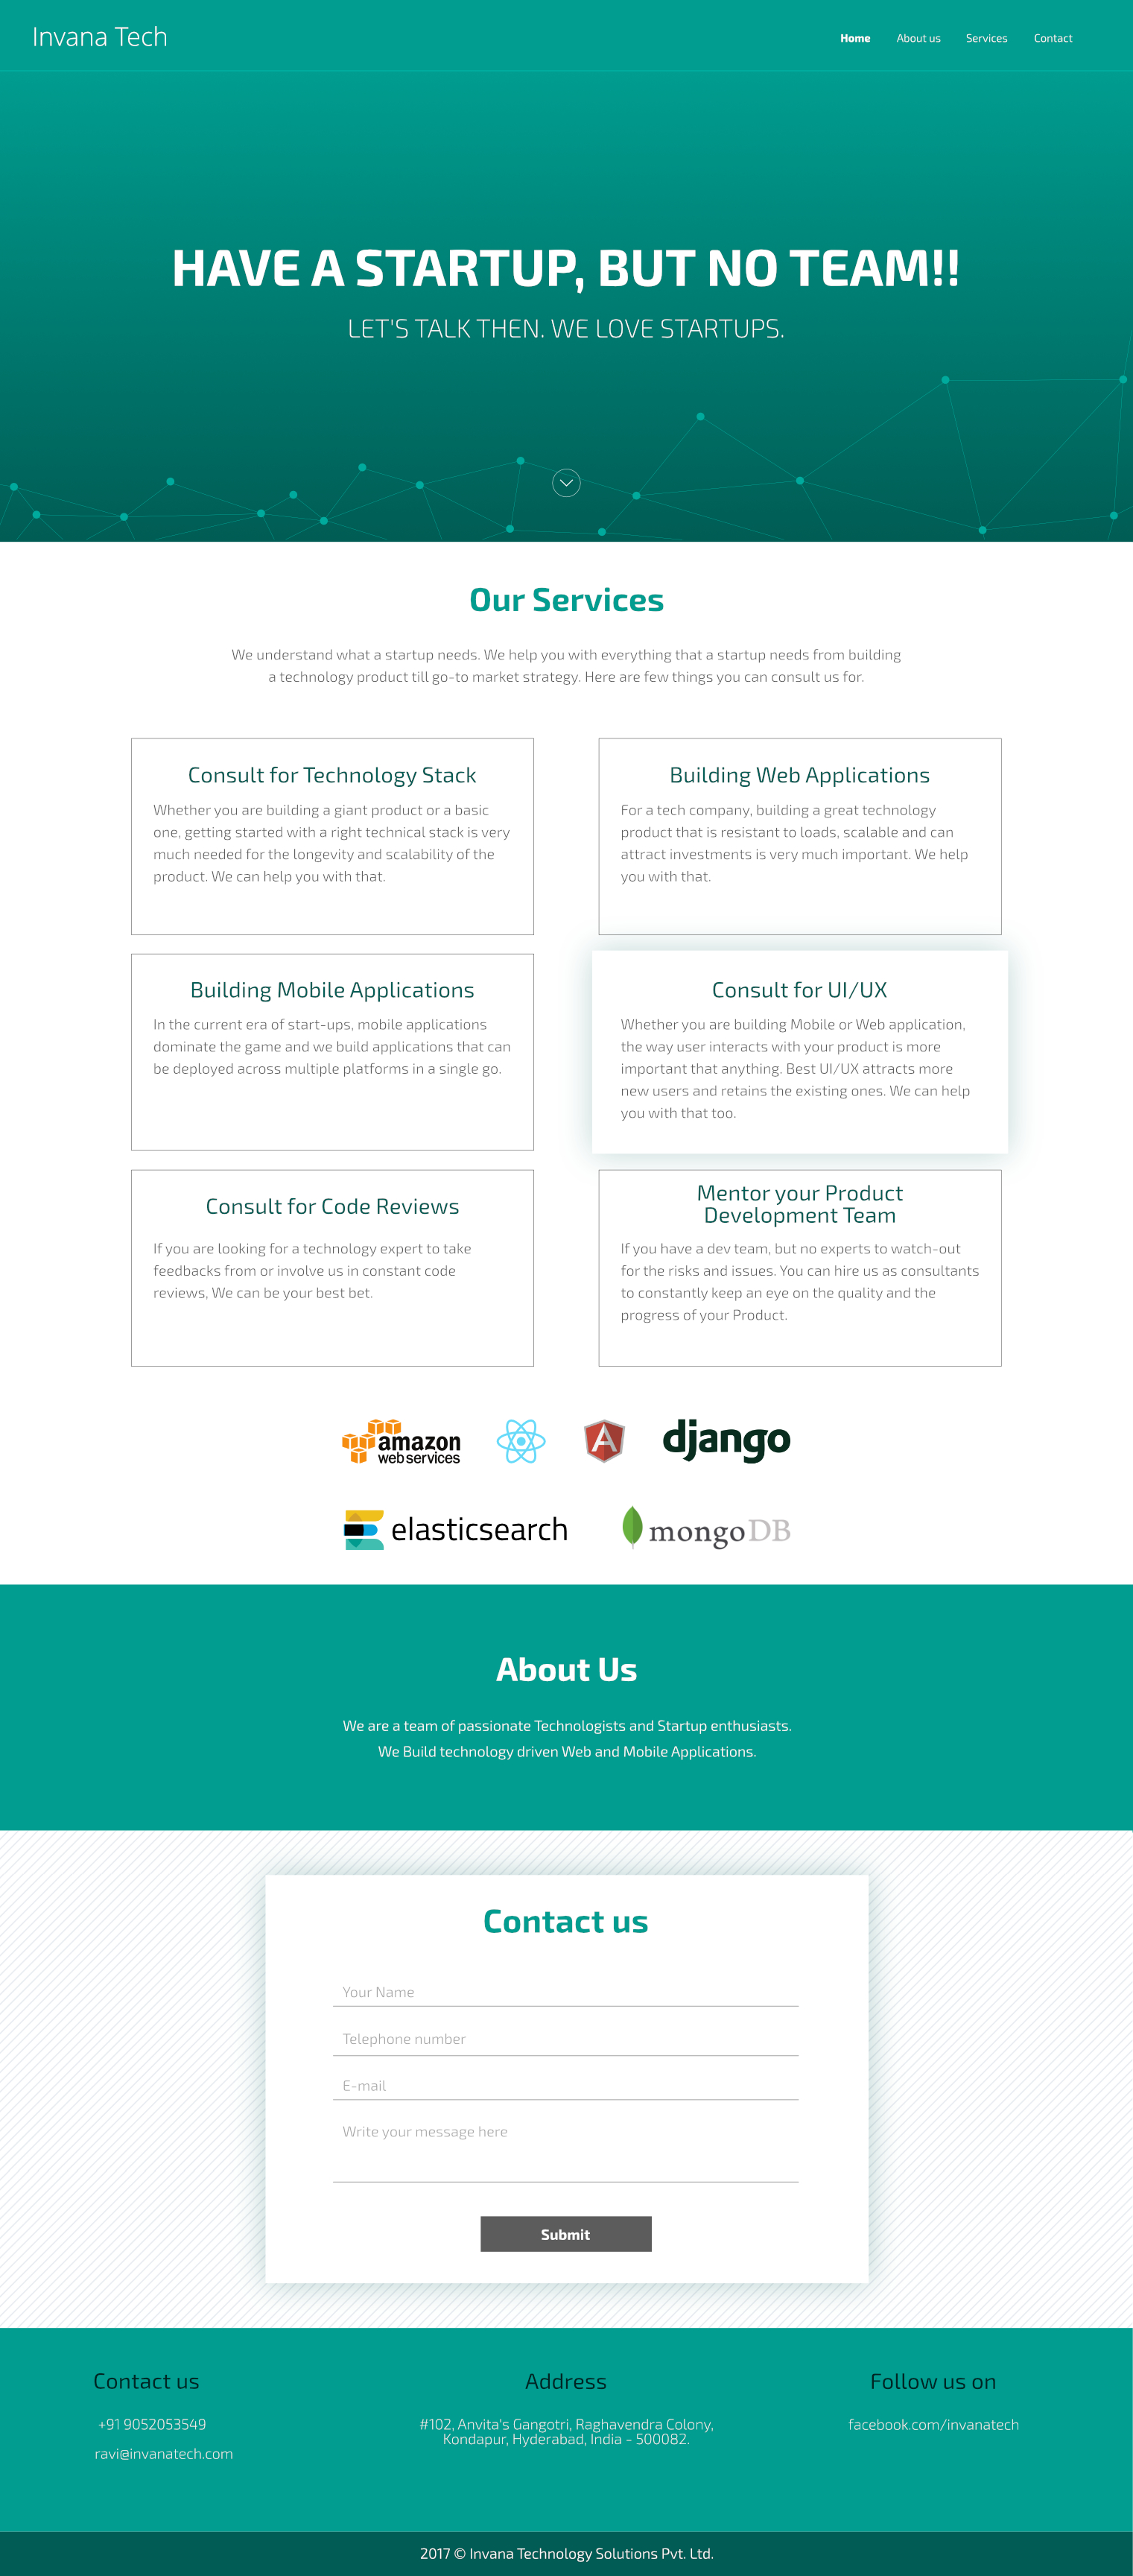 Invana Tech
Home About us Services Contact
HAVE A STARTUP, BUT NO TEAM!!
LET'S TALK THEN. WE LOVE STARTUPS.
Our Services
We understand what a startup needs. We help you with everything that a startup needs from building
a technology product till go-to market strategy. Here are few things you can consult us for.
Consult for Technology Stack
Whether you are building a giant product or a basic
one, getting started with a right technical stack is very
much needed for the longevity and scalability of the
product. We can help you with that.
Building Web Applications
For a tech company, building a great technology
product that is resistant to loads, scalable and can
attract investments is very much important. We help
you with that.
Building Mobile Applications
In the current era of start-ups, mobile applications
dominate the game and we build applications that can
be deployed across multiple platforms in a single go.
Consult for UI/UX
Whether you are building Mobile or Web application,
the way user interacts with your product is more
important that anything. Best UI/UX attracts more
new users and retains the existing ones. We can help
you with that too.
Consult for Code Reviews
If you are looking for a technology expert to take
feedbacks from or involve us in constant code
reviews, We can be your best bet.
Mentor your Product
Development Team
If you have a dev team, but no experts to watch-out
for the risks and issues. You can hire us as consultants
to constantly keep an eye on the quality and the
progress of your Product.
amazon
web services
A
django
elasticsearch
mongoDB
About Us
We are a team of passionate Technologists and Startup enthusiasts.
We Build technology driven Web and Mobile Applications.
Contact us
Your Name
Telephone number
E-mail
Write your message here
Submit
Contact us
+91 9052053549
ravi@invanatech.com
Address
#102, Anvita's Gangotri, Raghavendra Colony,
Kondapur, Hyderabad, India - 500082.
Follow us on
facebook.com/invanatech
2017 © Invana Technology Solutions Pvt. Ltd.